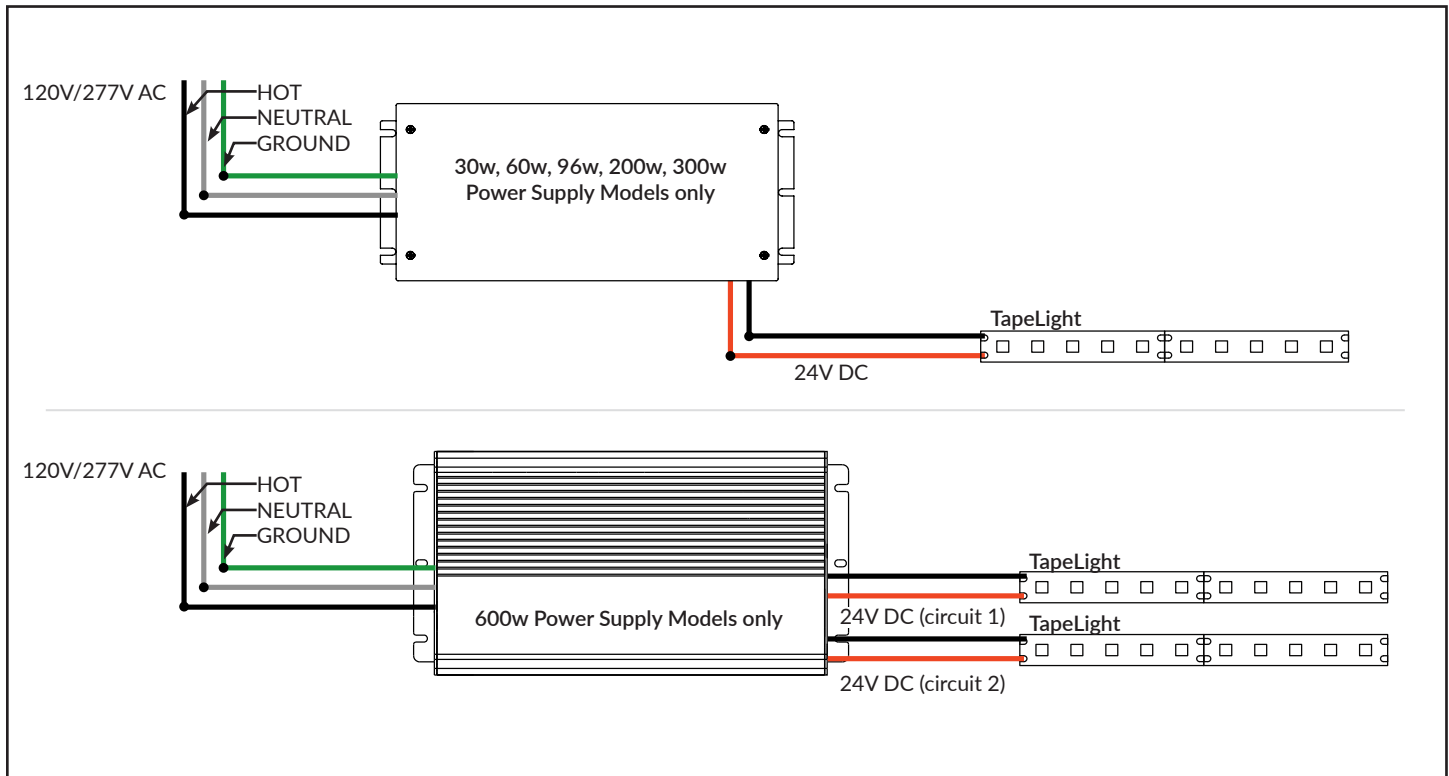 120V/277V AC
HOT
NEUTRAL
GROUND
30w, 60w, 96w, 200w, 300w
Power Supply Models only
TapeLight
24V DC
120V/277V AC
HOT
NEUTRAL
GROUND
600w Power Supply Models only
TapeLight
24V DC (circuit 1)
TapeLight
24V DC (circuit 2)